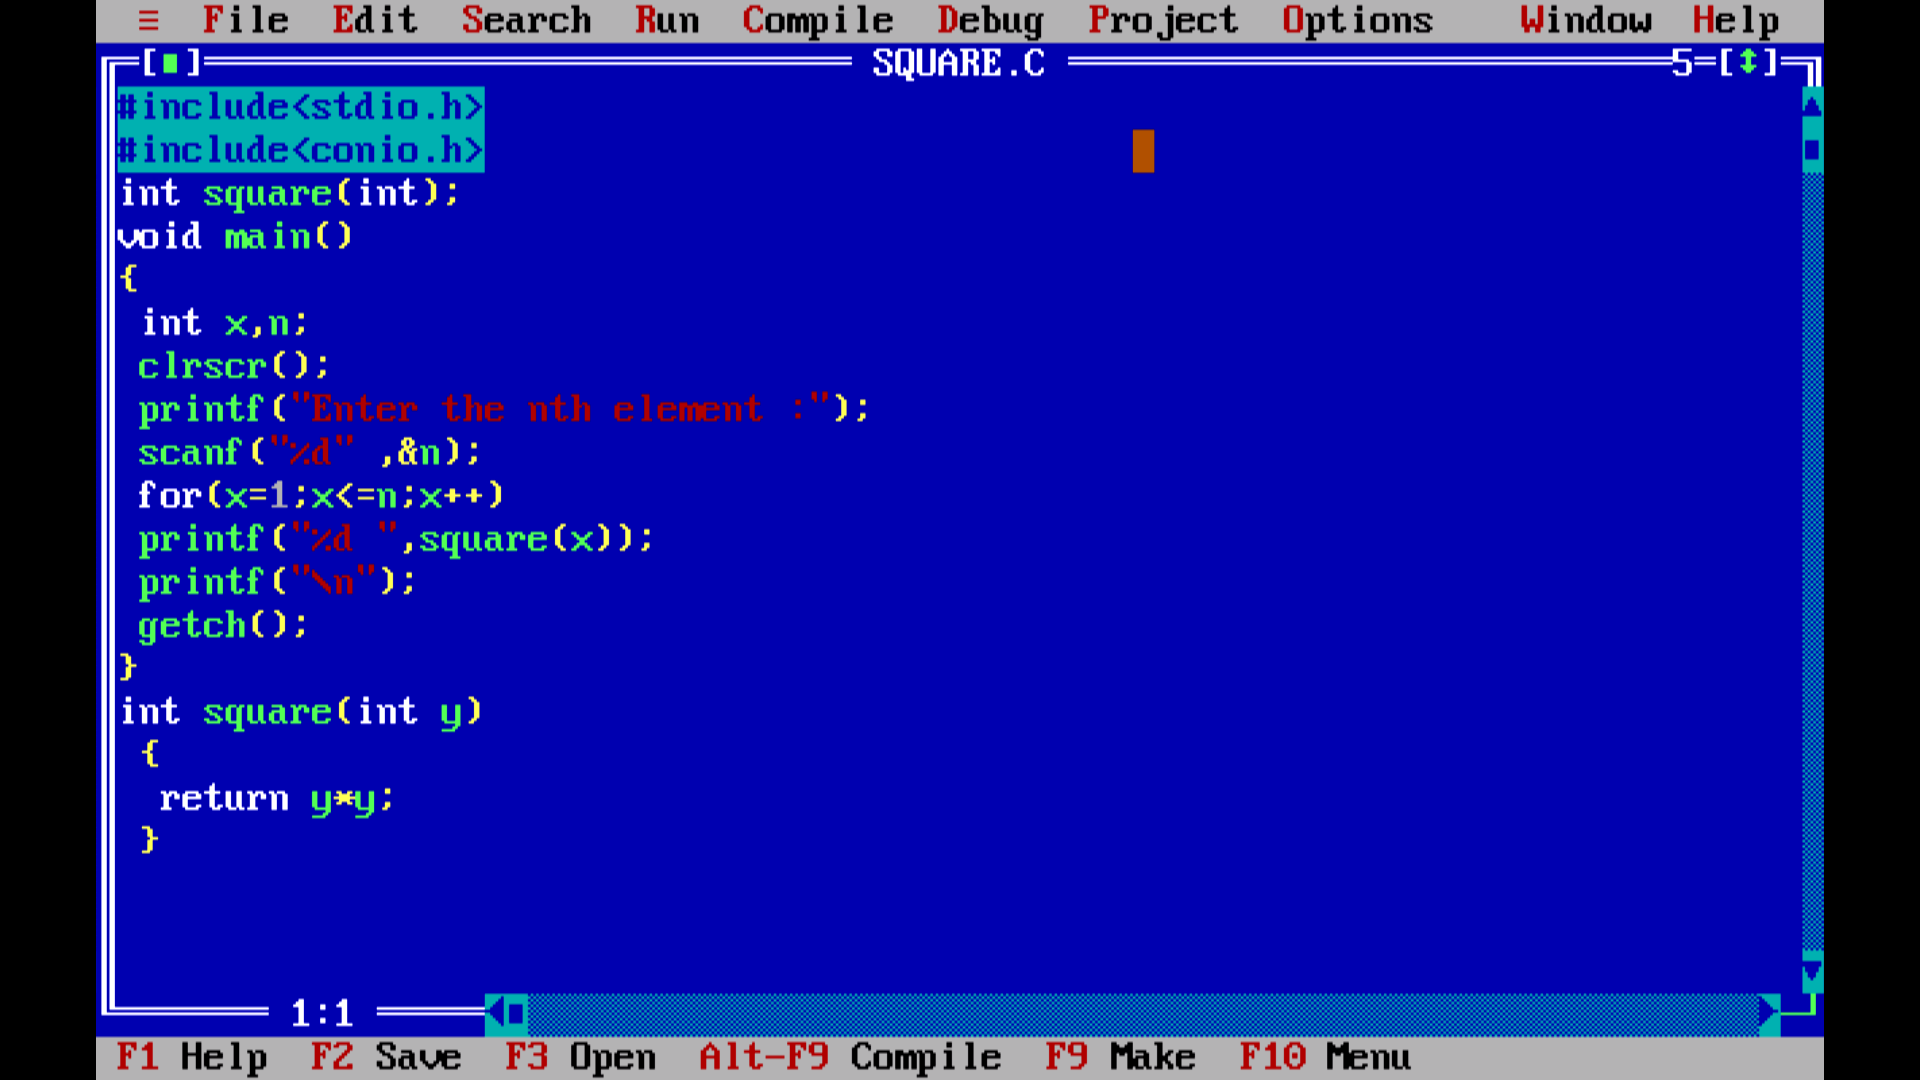 ≡ File Edit Search Run Compile Debug Project Options Window Help
[■] SQUARE.C 5=[↕]
#include<stdio.h>
#include<conio.h>
int square(int);
void main()
{
 int x,n;
 clrscr();
 printf("Enter the nth element :");
 scanf("%d" ,&n);
 for(x=1;x<=n;x++)
 printf("%d ",square(x));
 printf("\n");
 getch();
}
int square(int y)
 {
  return y*y;
 }
1:1
F1 Help F2 Save F3 Open Alt-F9 Compile F9 Make F10 Menu